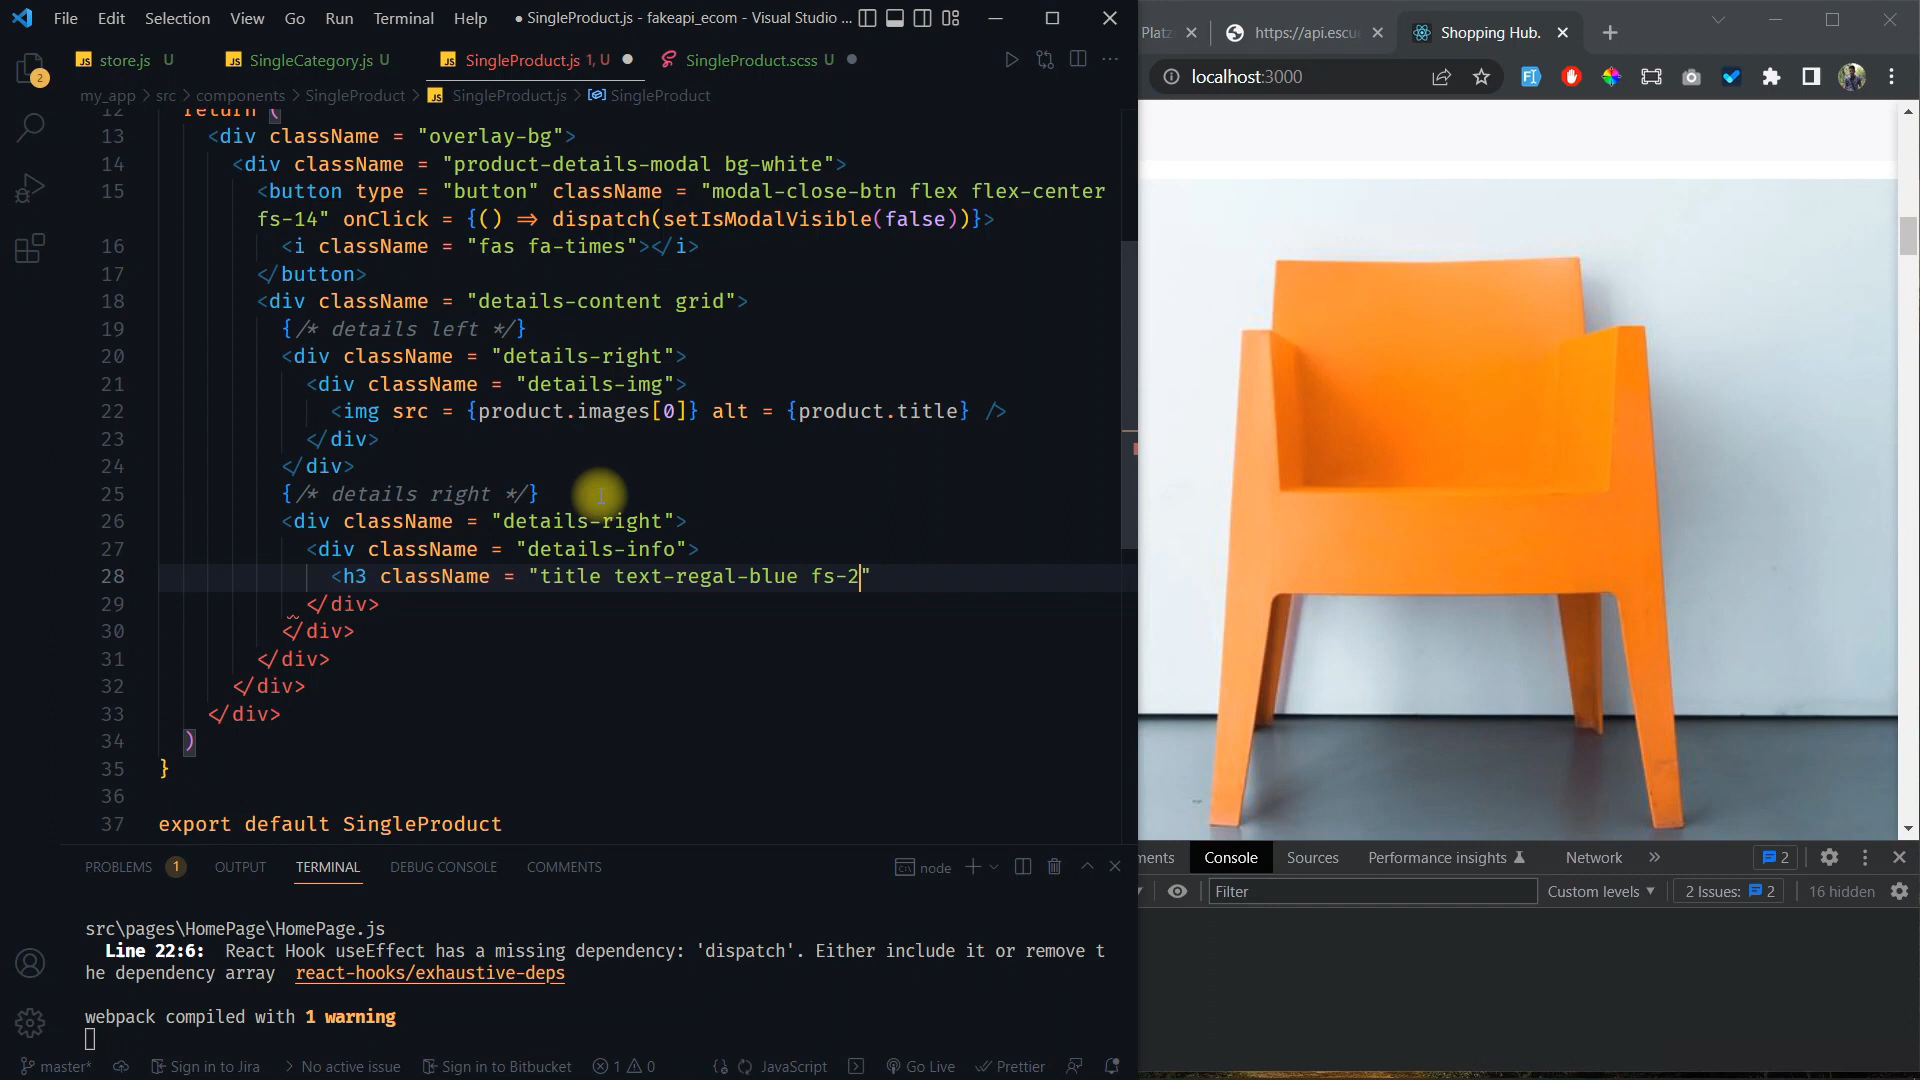 File Edit Selection View Go Run Terminal Help
● SingleProduct.js - fakeapi_ecom - Visual Studio ...
JS store.js U
JS SingleCategory.js U
JS SingleProduct.js 1, U
SingleProduct.scss U
my_app > src > components > SingleProduct > JS SingleProduct.js > SingleProduct
12 return (
13 <div className = "overlay-bg">
14 <div className = "product-details-modal bg-white">
15 <button type = "button" className = "modal-close-btn flex flex-center
fs-14" onClick = {() => dispatch(setIsModalVisible(false))}>
16 <i className = "fas fa-times"></i>
17 </button>
18 <div className = "details-content grid">
19 {/* details left */}
20 <div className = "details-right">
21 <div className = "details-img">
22 <img src = {product.images[0]} alt = {product.title} />
23 </div>
24 </div>
25 {/* details right */}
26 <div className = "details-right">
27 <div className = "details-info">
28 <h3 className = "title text-regal-blue fs-2"
29 </div>
30 </div>
31 </div>
32 </div>
33 </div>
34 )
35 }
36
37 export default SingleProduct
2
PROBLEMS 1 OUTPUT TERMINAL DEBUG CONSOLE COMMENTS
node
src\pages\HomePage\HomePage.js
Line 22:6: React Hook useEffect has a missing dependency: 'dispatch'. Either include it or remove t
he dependency array react-hooks/exhaustive-deps
webpack compiled with 1 warning
master* Sign in to Jira > No active issue Sign in to Bitbucket 1 0 JavaScript Go Live Prettier
Platz
https://api.escue
Shopping Hub.
localhost:3000
ments Console Sources Performance insights Network » 2
Filter Custom levels 2 Issues: 2 16 hidden